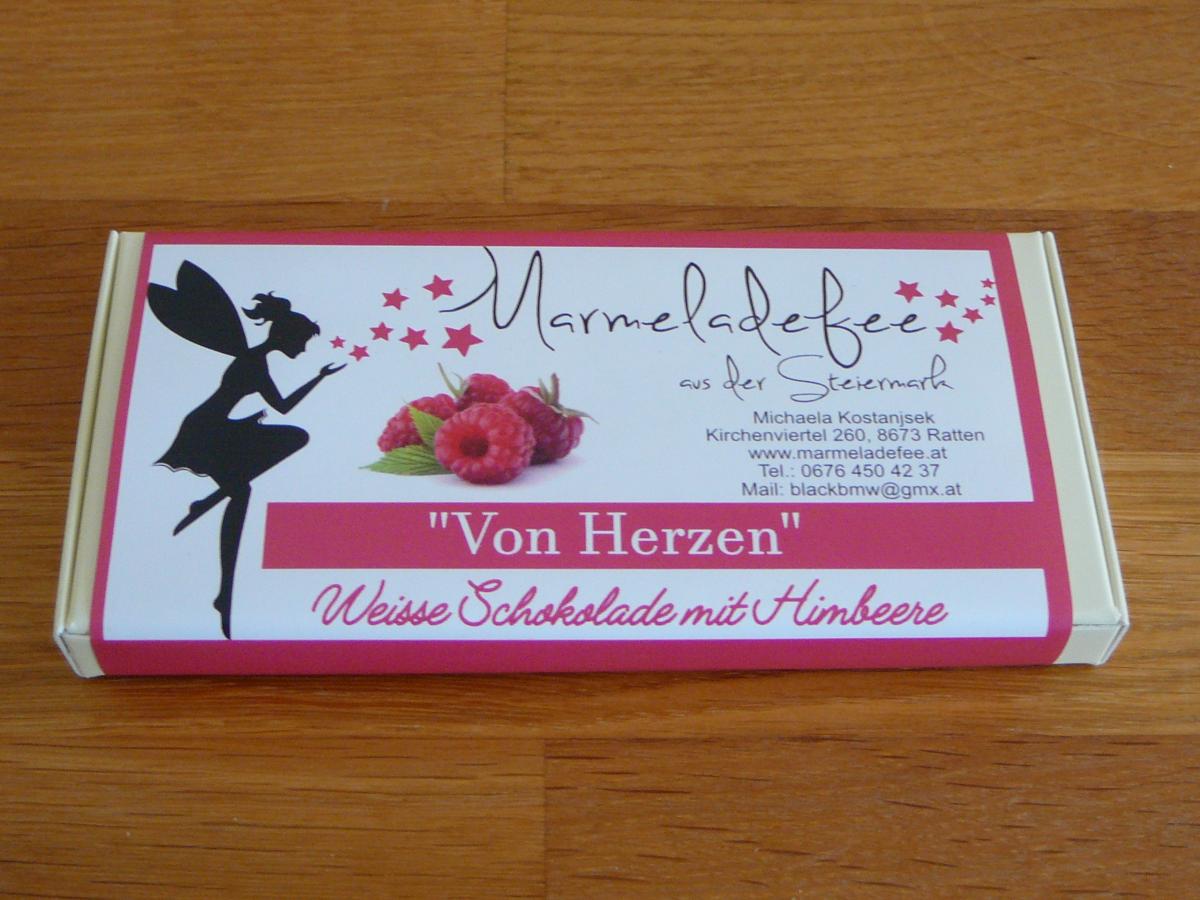 Marmeladefee
aus der Steiermark
Michaela Kostanjsek
Kirchenviertel 260, 8673 Ratten
www.marmeladefee.at
Tel.: 0676 450 42 37
Mail: blackbmw@gmx.at
"Von Herzen"
Weisse Schokolade mit Himbeere